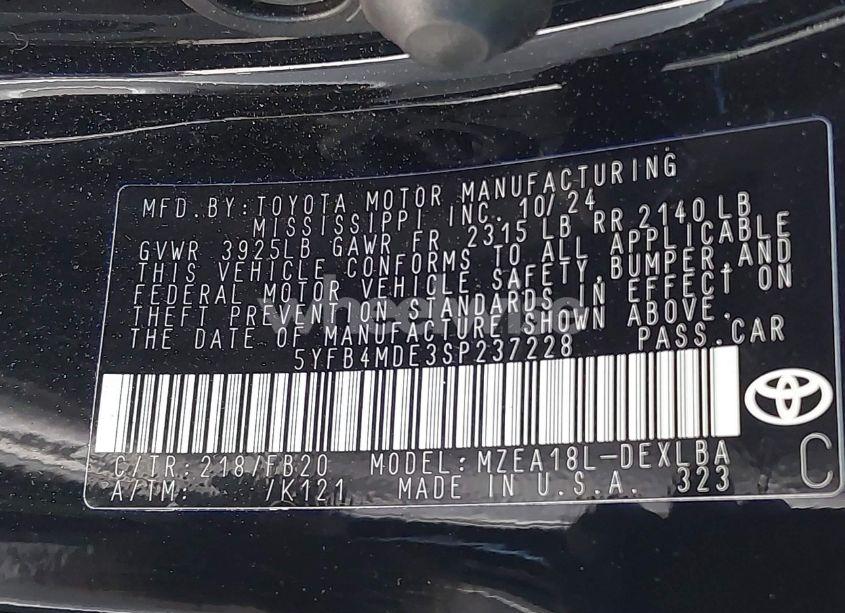 MFD. BY: TOYOTA MOTOR MANUFACTURING
MISSISSIPPI INC. 10/24
GVWR 3925LB GAWR FR 2315 LB RR 2140LB
THIS VEHICLE CONFORMS TO ALL APPLICABLE
FEDERAL MOTOR VEHICLE SAFETY, BUMPER, AND
THEFT PREVENTION STANDARDS IN EFFECT ON
THE DATE OF MANUFACTURE SHOWN ABOVE.
5YFB4MDE3SP237228 PASS.CAR
C/TR: 218/FB20 MODEL: MZEA18L-DEXLBA
A/TM: /K121 MADE IN U.S.A. 323
C